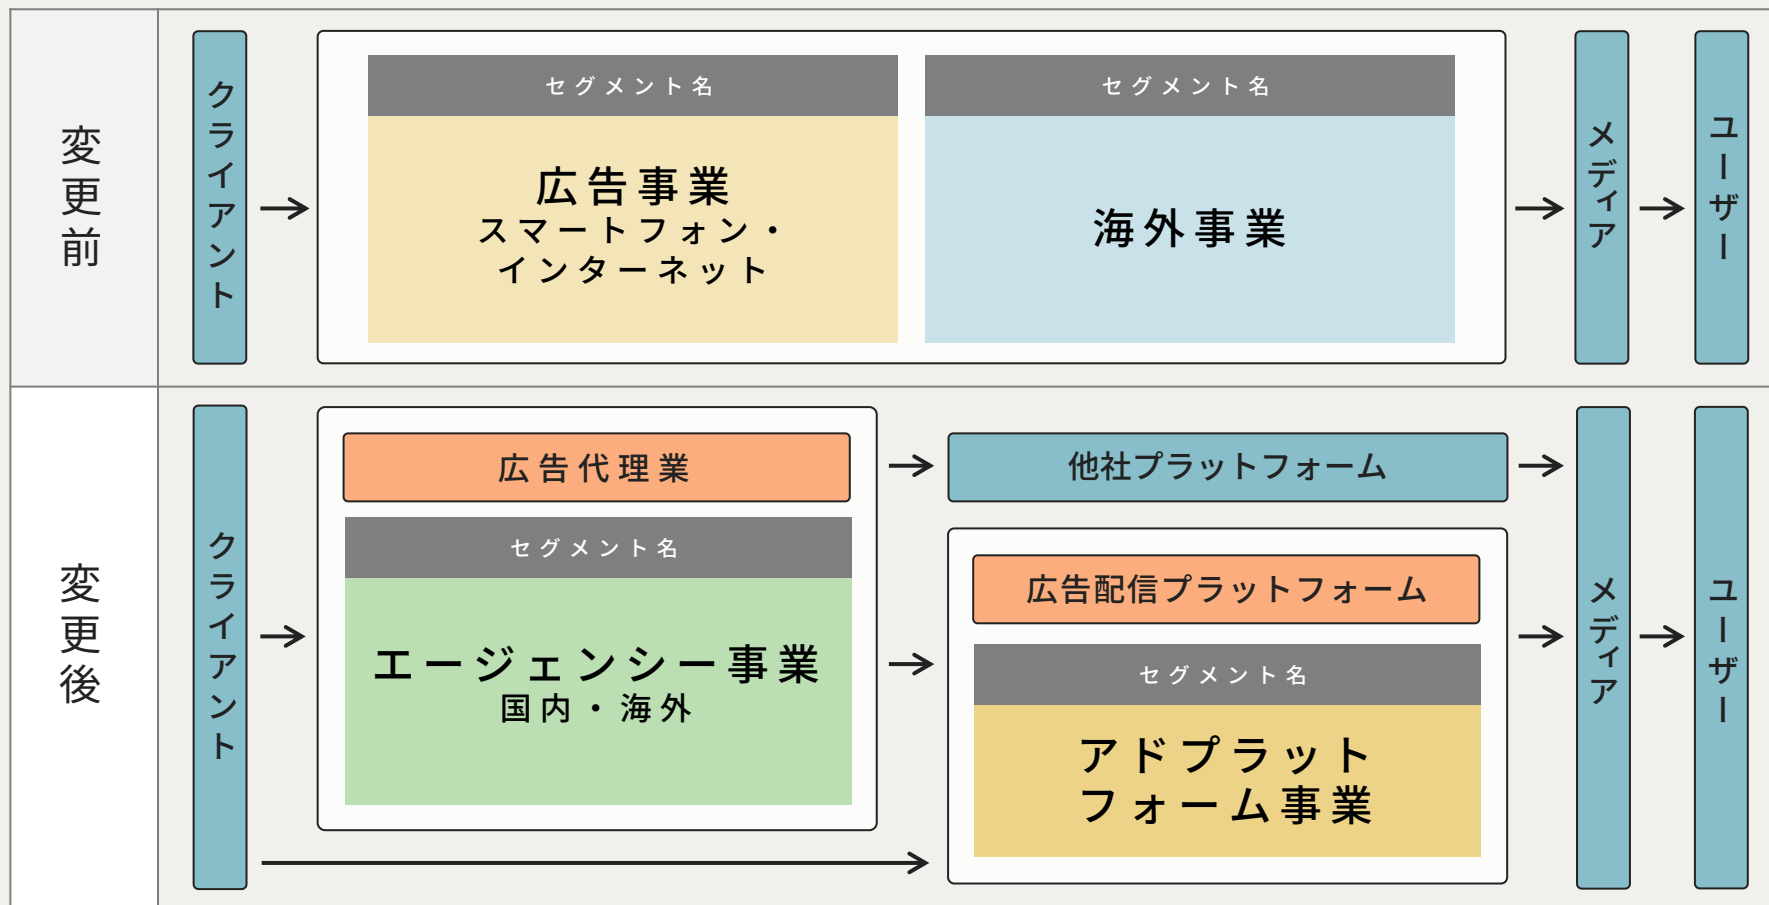 変更前
クライアント
セグメント名
広告事業
スマートフォン・
インターネット
セグメント名
海外事業
メディア
ユーザー
変更後
クライアント
広告代理業
セグメント名
エージェンシー事業
国内・海外
他社プラットフォーム
広告配信プラットフォーム
セグメント名
アドプラット
フォーム事業
メディア
ユーザー